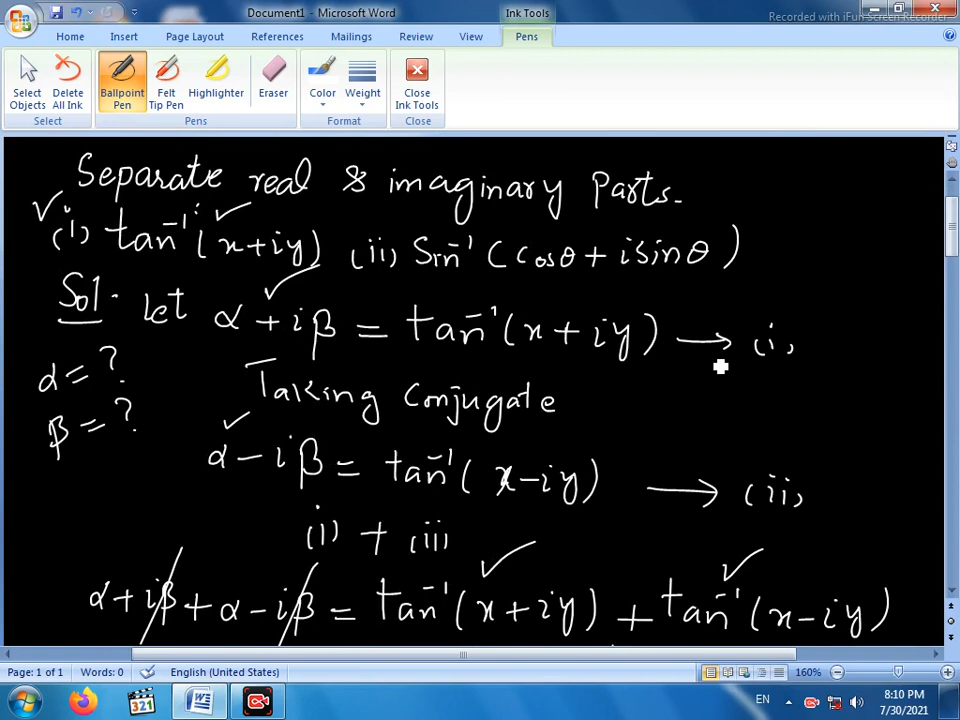 Document1 - Microsoft Word
Ink Tools
Recorded with iFun Screen Recorder
Home Insert Page Layout References Mailings Review View Pens
Select Objects
Delete All Ink
Ballpoint Pen
Felt Tip Pen
Highlighter
Eraser
Color
Weight
Close Ink Tools
Select Pens Format Close
Separate real & imaginary Parts.
(i) tan⁻¹(x+iy) (ii) Sin⁻¹(cosθ + isinθ)
Sol. let α + iβ = tan⁻¹(x + iy) → (i)
α = ?
Taking Conjugate
β = ?
α - iβ = tan⁻¹(x - iy) → (ii)
(i) + (ii)
α + iβ + α - iβ = tan⁻¹(x + iy) + tan⁻¹(x - iy)
Page: 1 of 1 Words: 0 English (United States) 160%
321
EN
8:10 PM
7/30/2021